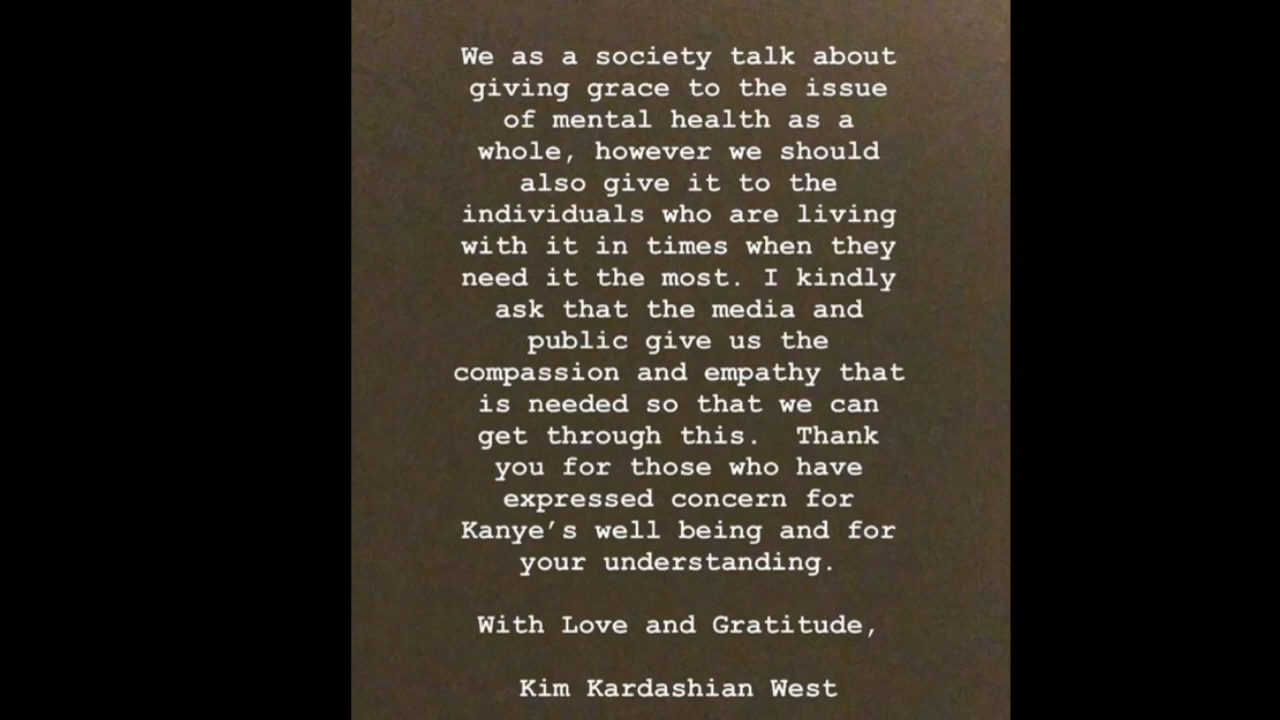 We as a society talk about
giving grace to the issue
of mental health as a
whole, however we should
also give it to the
individuals who are living
with it in times when they
need it the most. I kindly
ask that the media and
public give us the
compassion and empathy that
is needed so that we can
get through this.  Thank
you for those who have
expressed concern for
Kanye’s well being and for
your understanding.
With Love and Gratitude,
Kim Kardashian West